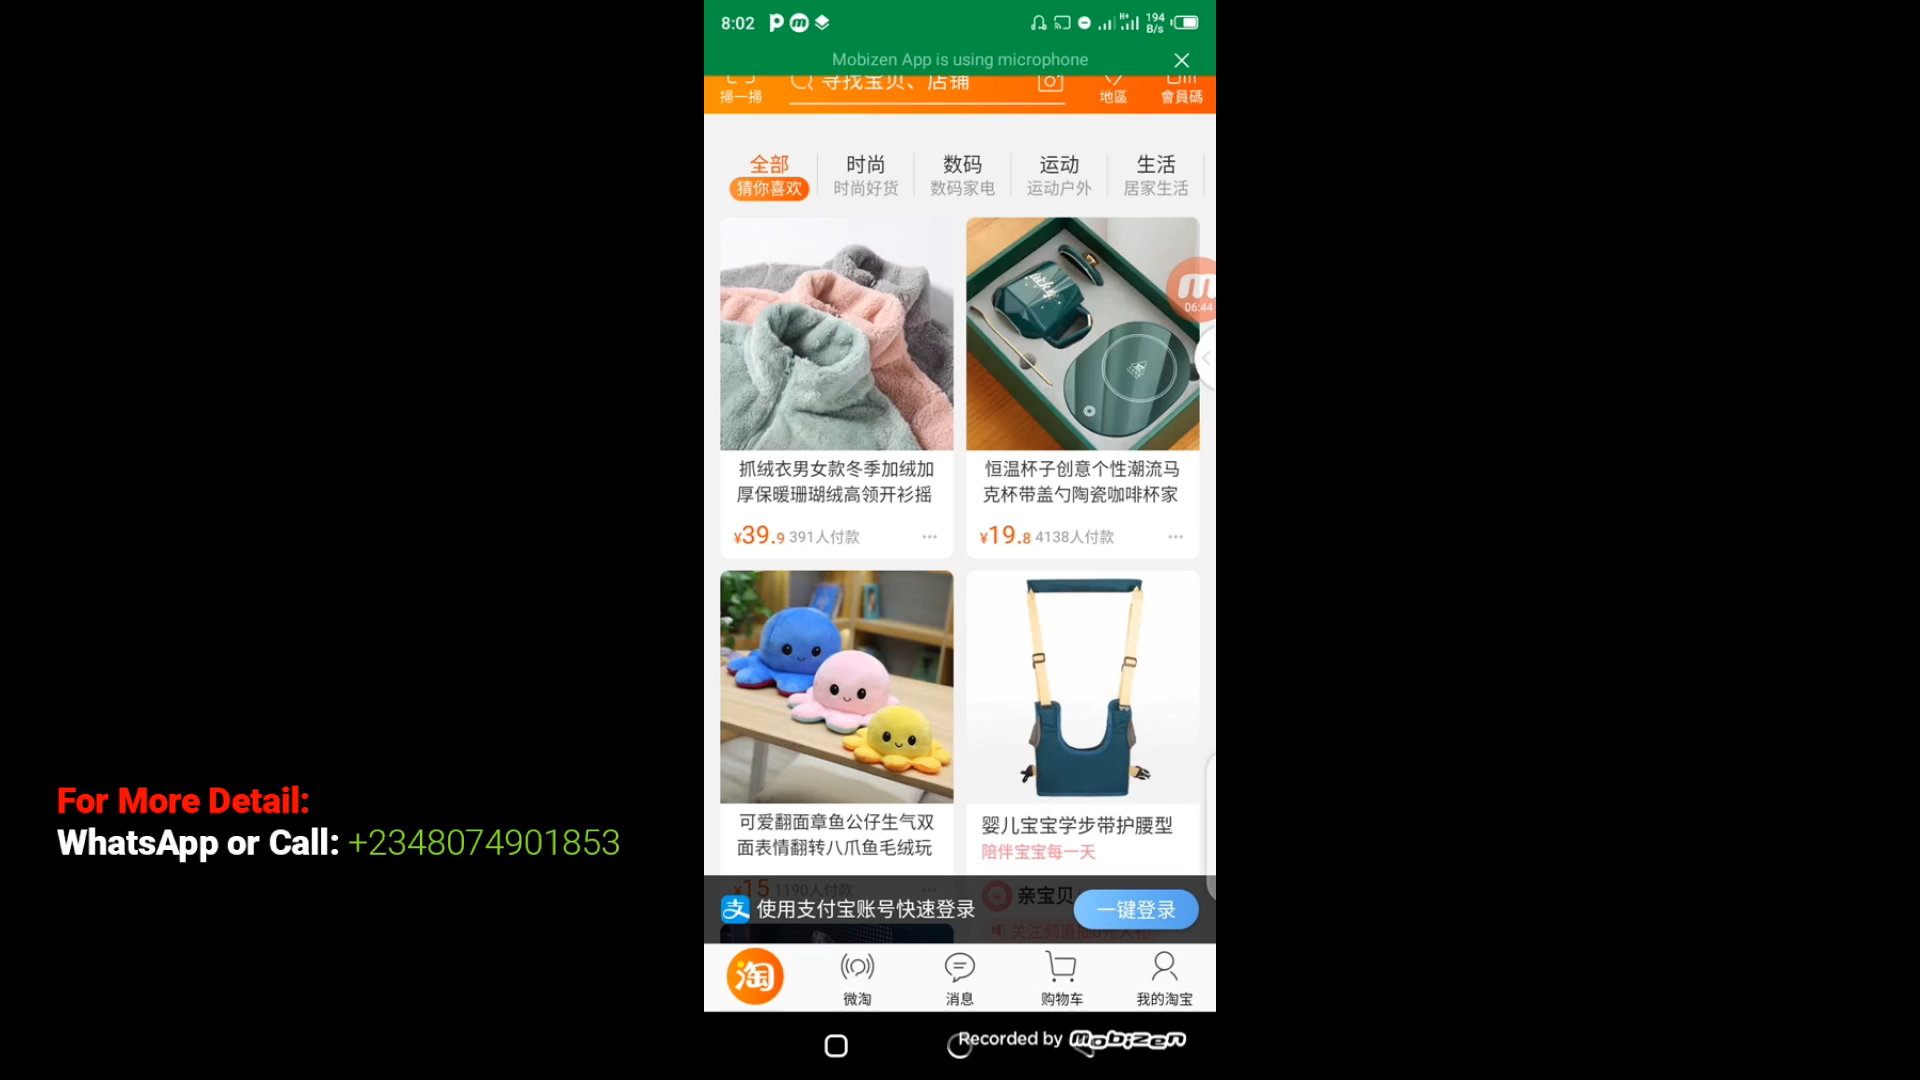 8:02
194
B/s
Mobizen App is using microphone
寻找宝贝、店铺
掃一掃
地區
會員碼
全部
时尚
数码
运动
生活
猜你喜欢
时尚好货
数码家电
运动户外
居家生活
06:44
抓绒衣男女款冬季加绒加
厚保暖珊瑚绒高领开衫摇
¥39.9 391人付款
恒温杯子创意个性潮流马
克杯带盖勺陶瓷咖啡杯家
¥19.8 4138人付款
可爱翻面章鱼公仔生气双
面表情翻转八爪鱼毛绒玩
¥15 1190人付款
婴儿宝宝学步带护腰型
陪伴宝宝每一天
亲宝贝
支 使用支付宝账号快速登录
一键登录
淘
微淘
消息
购物车
我的淘宝
Recorded by Mobizen
For More Detail:
WhatsApp or Call: +2348074901853